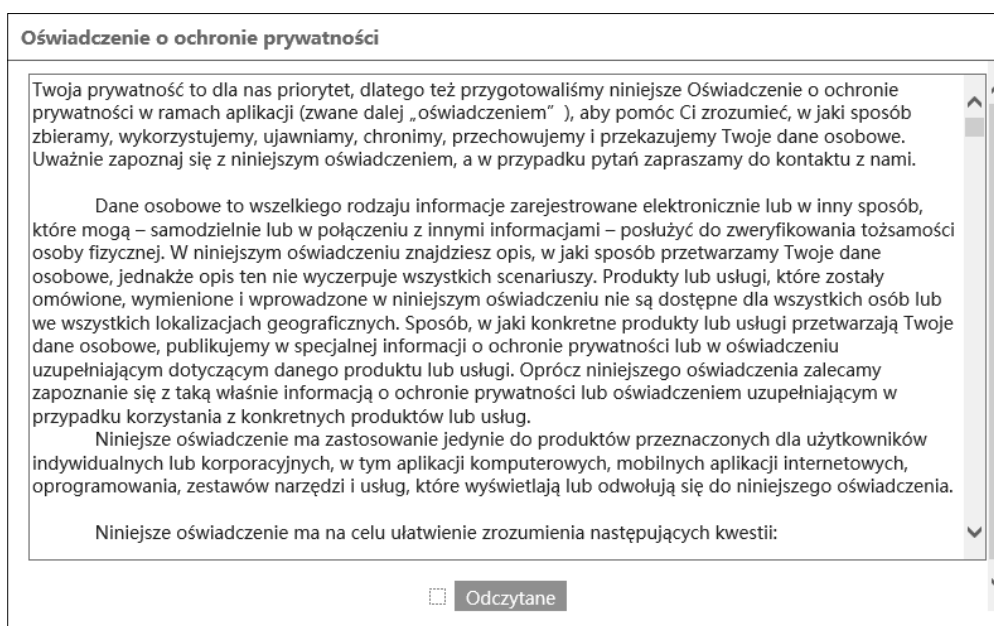 Oświadczenie o ochronie prywatności
Twoja prywatność to dla nas priorytet, dlatego też przygotowaliśmy niniejsze Oświadczenie o ochronie
prywatności w ramach aplikacji (zwane dalej „oświadczeniem” ), aby pomóc Ci zrozumieć, w jaki sposób
zbieramy, wykorzystujemy, ujawniamy, chronimy, przechowujemy i przekazujemy Twoje dane osobowe.
Uważnie zapoznaj się z niniejszym oświadczeniem, a w przypadku pytań zapraszamy do kontaktu z nami.
Dane osobowe to wszelkiego rodzaju informacje zarejestrowane elektronicznie lub w inny sposób,
które mogą – samodzielnie lub w połączeniu z innymi informacjami – posłużyć do zweryfikowania tożsamości
osoby fizycznej. W niniejszym oświadczeniu znajdziesz opis, w jaki sposób przetwarzamy Twoje dane
osobowe, jednakże opis ten nie wyczerpuje wszystkich scenariuszy. Produkty lub usługi, które zostały
omówione, wymienione i wprowadzone w niniejszym oświadczeniu nie są dostępne dla wszystkich osób lub
we wszystkich lokalizacjach geograficznych. Sposób, w jaki konkretne produkty lub usługi przetwarzają Twoje
dane osobowe, publikujemy w specjalnej informacji o ochronie prywatności lub w oświadczeniu
uzupełniającym dotyczącym danego produktu lub usługi. Oprócz niniejszego oświadczenia zalecamy
zapoznanie się z taką właśnie informacją o ochronie prywatności lub oświadczeniem uzupełniającym w
przypadku korzystania z konkretnych produktów lub usług.
Niniejsze oświadczenie ma zastosowanie jedynie do produktów przeznaczonych dla użytkowników
indywidualnych lub korporacyjnych, w tym aplikacji komputerowych, mobilnych aplikacji internetowych,
oprogramowania, zestawów narzędzi i usług, które wyświetlają lub odwołują się do niniejszego oświadczenia.
Niniejsze oświadczenie ma na celu ułatwienie zrozumienia następujących kwestii:
Odczytane